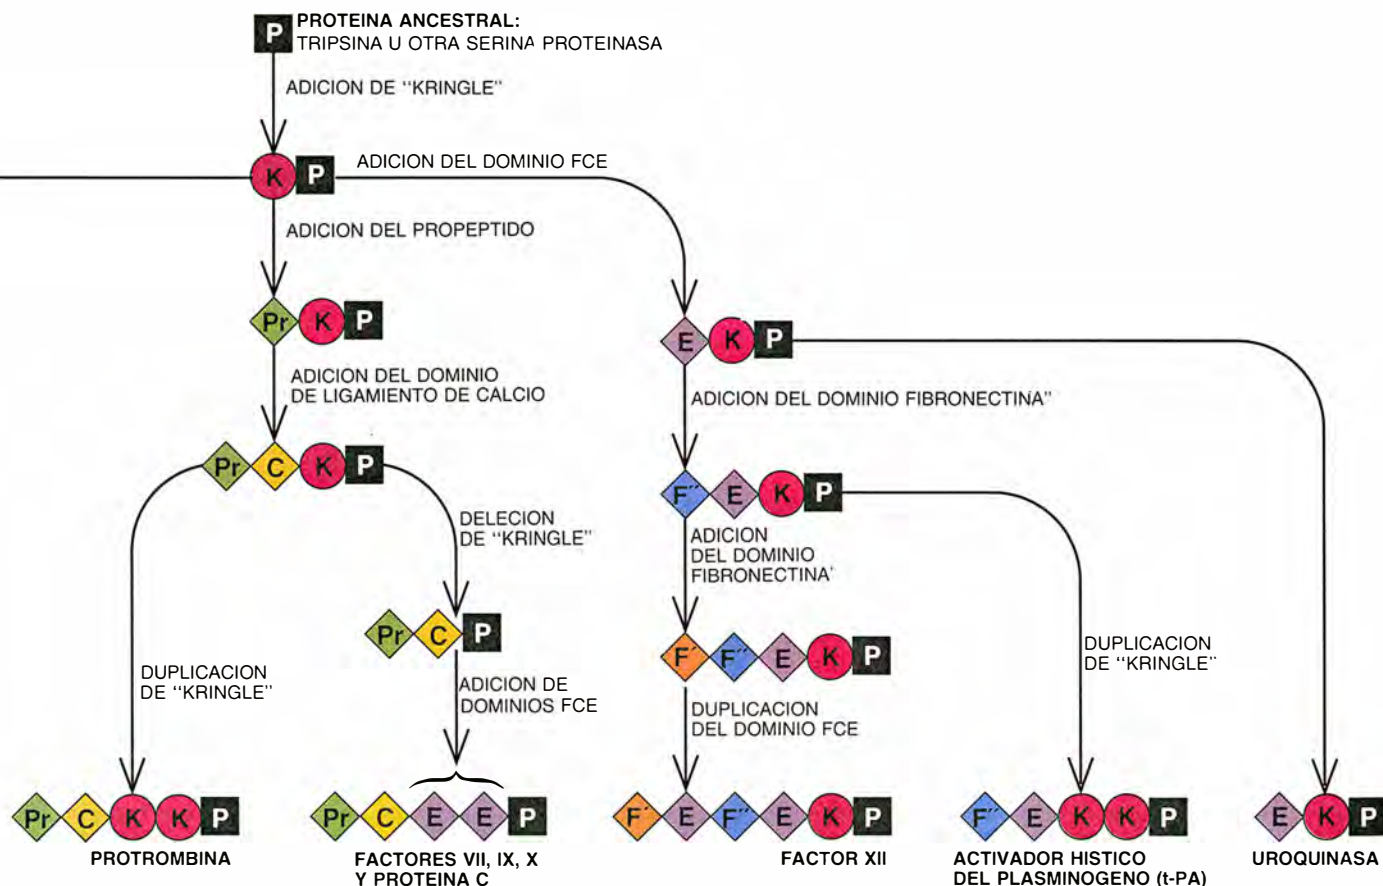 P PROTEINA ANCESTRAL:
TRIPSINA U OTRA SERINA PROTEINASA
ADICION DE "KRINGLE"
K P
ADICION DEL DOMINIO FCE
ADICION DEL PROPEPTIDO
Pr K P
E K P
ADICION DEL DOMINIO
DE LIGAMIENTO DE CALCIO
ADICION DEL DOMINIO FIBRONECTINA''
Pr C K P
F'' E K P
DELECION
DE "KRINGLE"
ADICION
DEL DOMINIO
FIBRONECTINA'
Pr C P
F' F'' E K P
DUPLICACION
DE "KRINGLE"
ADICION DE
DOMINIOS FCE
DUPLICACION
DEL DOMINIO FCE
DUPLICACION
DE "KRINGLE"
Pr C K K P
Pr C E E P
F' E F'' E K P
F'' E K K P
E K P
PROTROMBINA
FACTORES VII, IX, X
Y PROTEINA C
FACTOR XII
ACTIVADOR HISTICO
DEL PLASMINOGENO (t-PA)
UROQUINASA